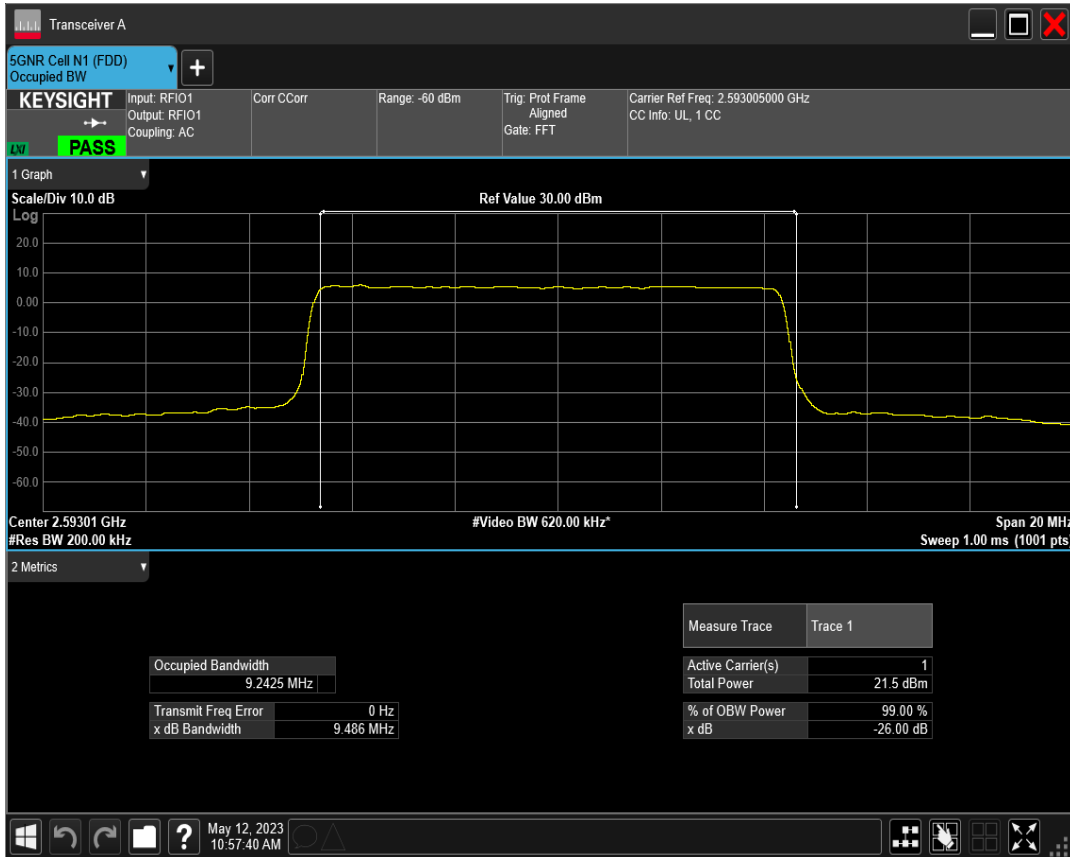 Transceiver A
5GNR Cell N1 (FDD)
Occupied BW
+
KEYSIGHT
LXI
PASS
Input: RFIO1
Output: RFIO1
Coupling: AC
Corr CCorr
Range: -60 dBm
Trig: Prot Frame
Aligned
Gate: FFT
Carrier Ref Freq: 2.593005000 GHz
CC Info: UL, 1 CC
1 Graph
Scale/Div 10.0 dB
Ref Value 30.00 dBm
Log
20.0
10.0
0.00
-10.0
-20.0
-30.0
-40.0
-50.0
-60.0
Center 2.59301 GHz
#Video BW 620.00 kHz*
Span 20 MHz
#Res BW 200.00 kHz
Sweep 1.00 ms (1001 pts)
2 Metrics
Measure Trace Trace 1
Occupied Bandwidth
9.2425 MHz
Active Carrier(s) 1
Total Power 21.5 dBm
Transmit Freq Error 0 Hz
x dB Bandwidth 9.486 MHz
% of OBW Power 99.00 %
x dB -26.00 dB
?
May 12, 2023
10:57:40 AM